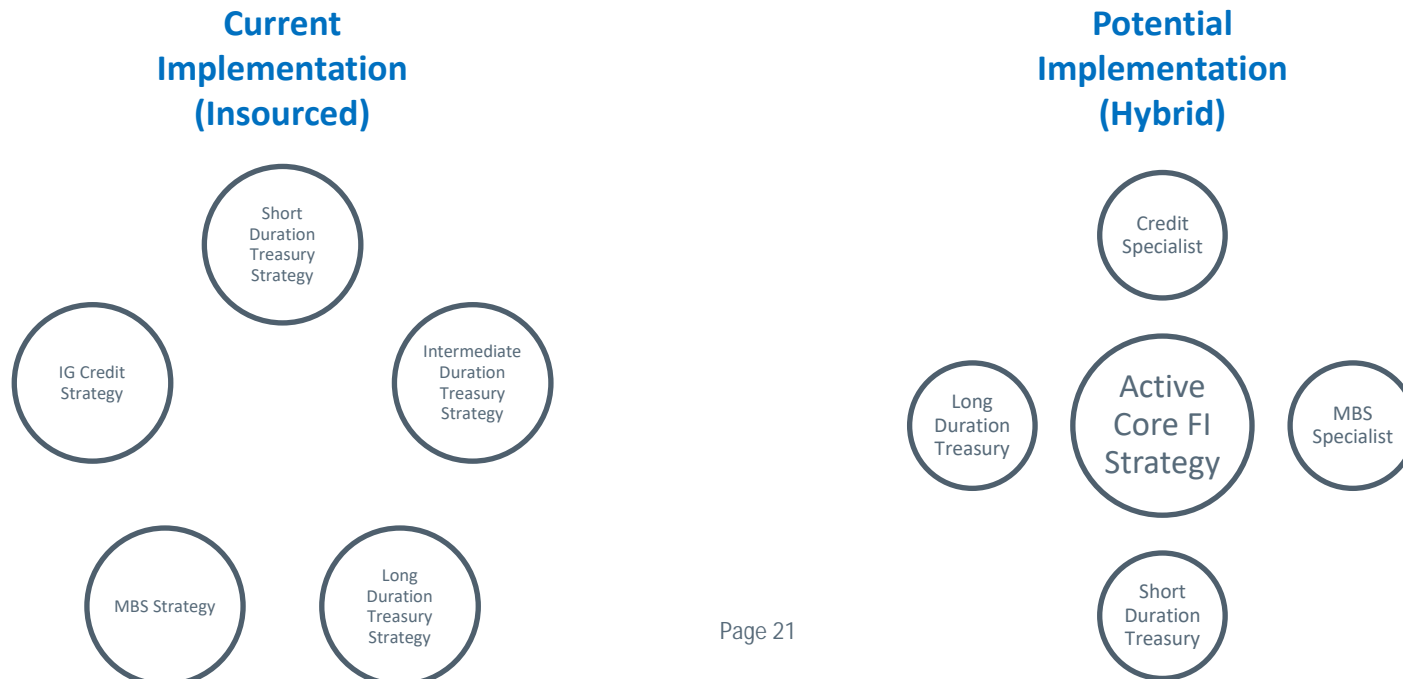 Current
Implementation
(Insourced)
Short
Duration
Treasury
Strategy
IG Credit
Strategy
Intermediate
Duration
Treasury
Strategy
MBS Strategy
Long
Duration
Treasury
Strategy
Potential
Implementation
(Hybrid)
Credit
Specialist
Long
Duration
Treasury
Active
Core FI
Strategy
MBS
Specialist
Short
Duration
Treasury
Page 21